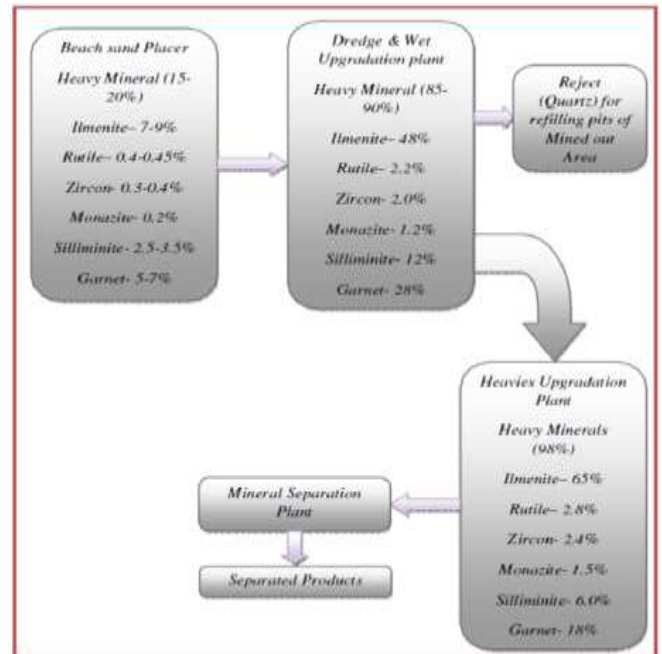 Beach sand Placer
Heavy Mineral (15-
20%)
Ilmenite– 7-9%
Rutile– 0.4-0.45%
Zircon- 0.3-0.4%
Monazite- 0.2%
Silliminite- 2.5-3.5%
Garnet- 5-7%
Dredge & Wet
Upgradation plant
Heavy Mineral (85-
90%)
Ilmenite– 48%
Rutile– 2.2%
Zircon- 2.0%
Monazite- 1.2%
Silliminite- 12%
Garnet- 28%
Reject
(Quartz) for
refilling pits of
Mined out
Area
Heavies Upgradation
Plant
Heavy Minerals
(98%)
Ilmenite– 65%
Rutile– 2.8%
Zircon- 2.4%
Monazite- 1.5%
Silliminite- 6.0%
Garnet- 18%
Mineral Separation
Plant
Separated Products